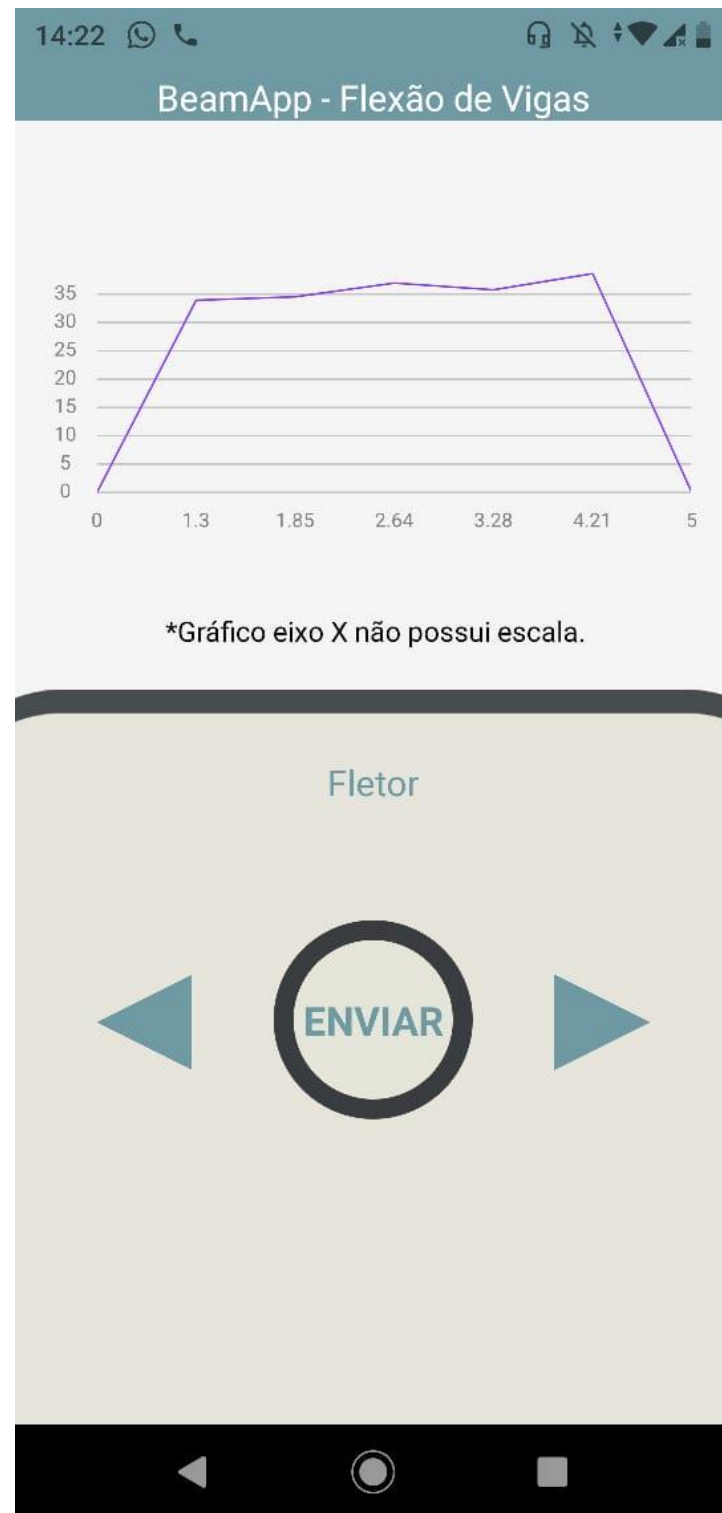 14:22
BeamApp - Flexão de Vigas
35
30
25
20
15
10
5
0
0 1.3 1.85 2.64 3.28 4.21 5
*Gráfico eixo X não possui escala.
Fletor
ENVIAR